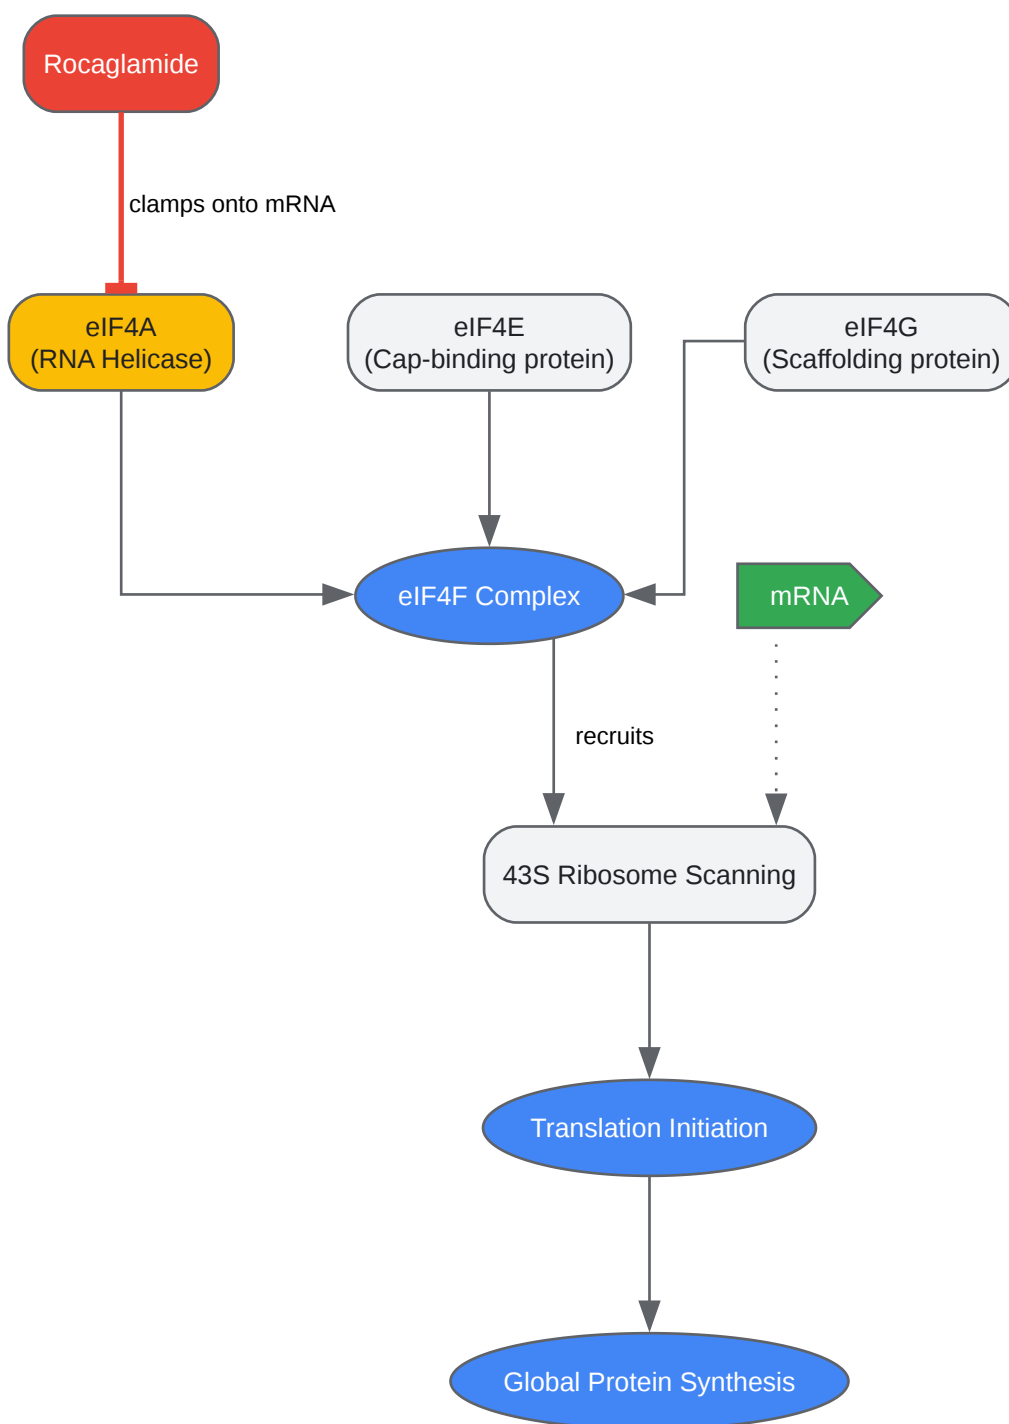 Rocaglamide
clamps onto mRNA
eIF4A
(RNA Helicase)
eIF4E
(Cap-binding protein)
eIF4G
(Scaffolding protein)
eIF4F Complex
mRNA
recruits
43S Ribosome Scanning
Translation Initiation
Global Protein Synthesis